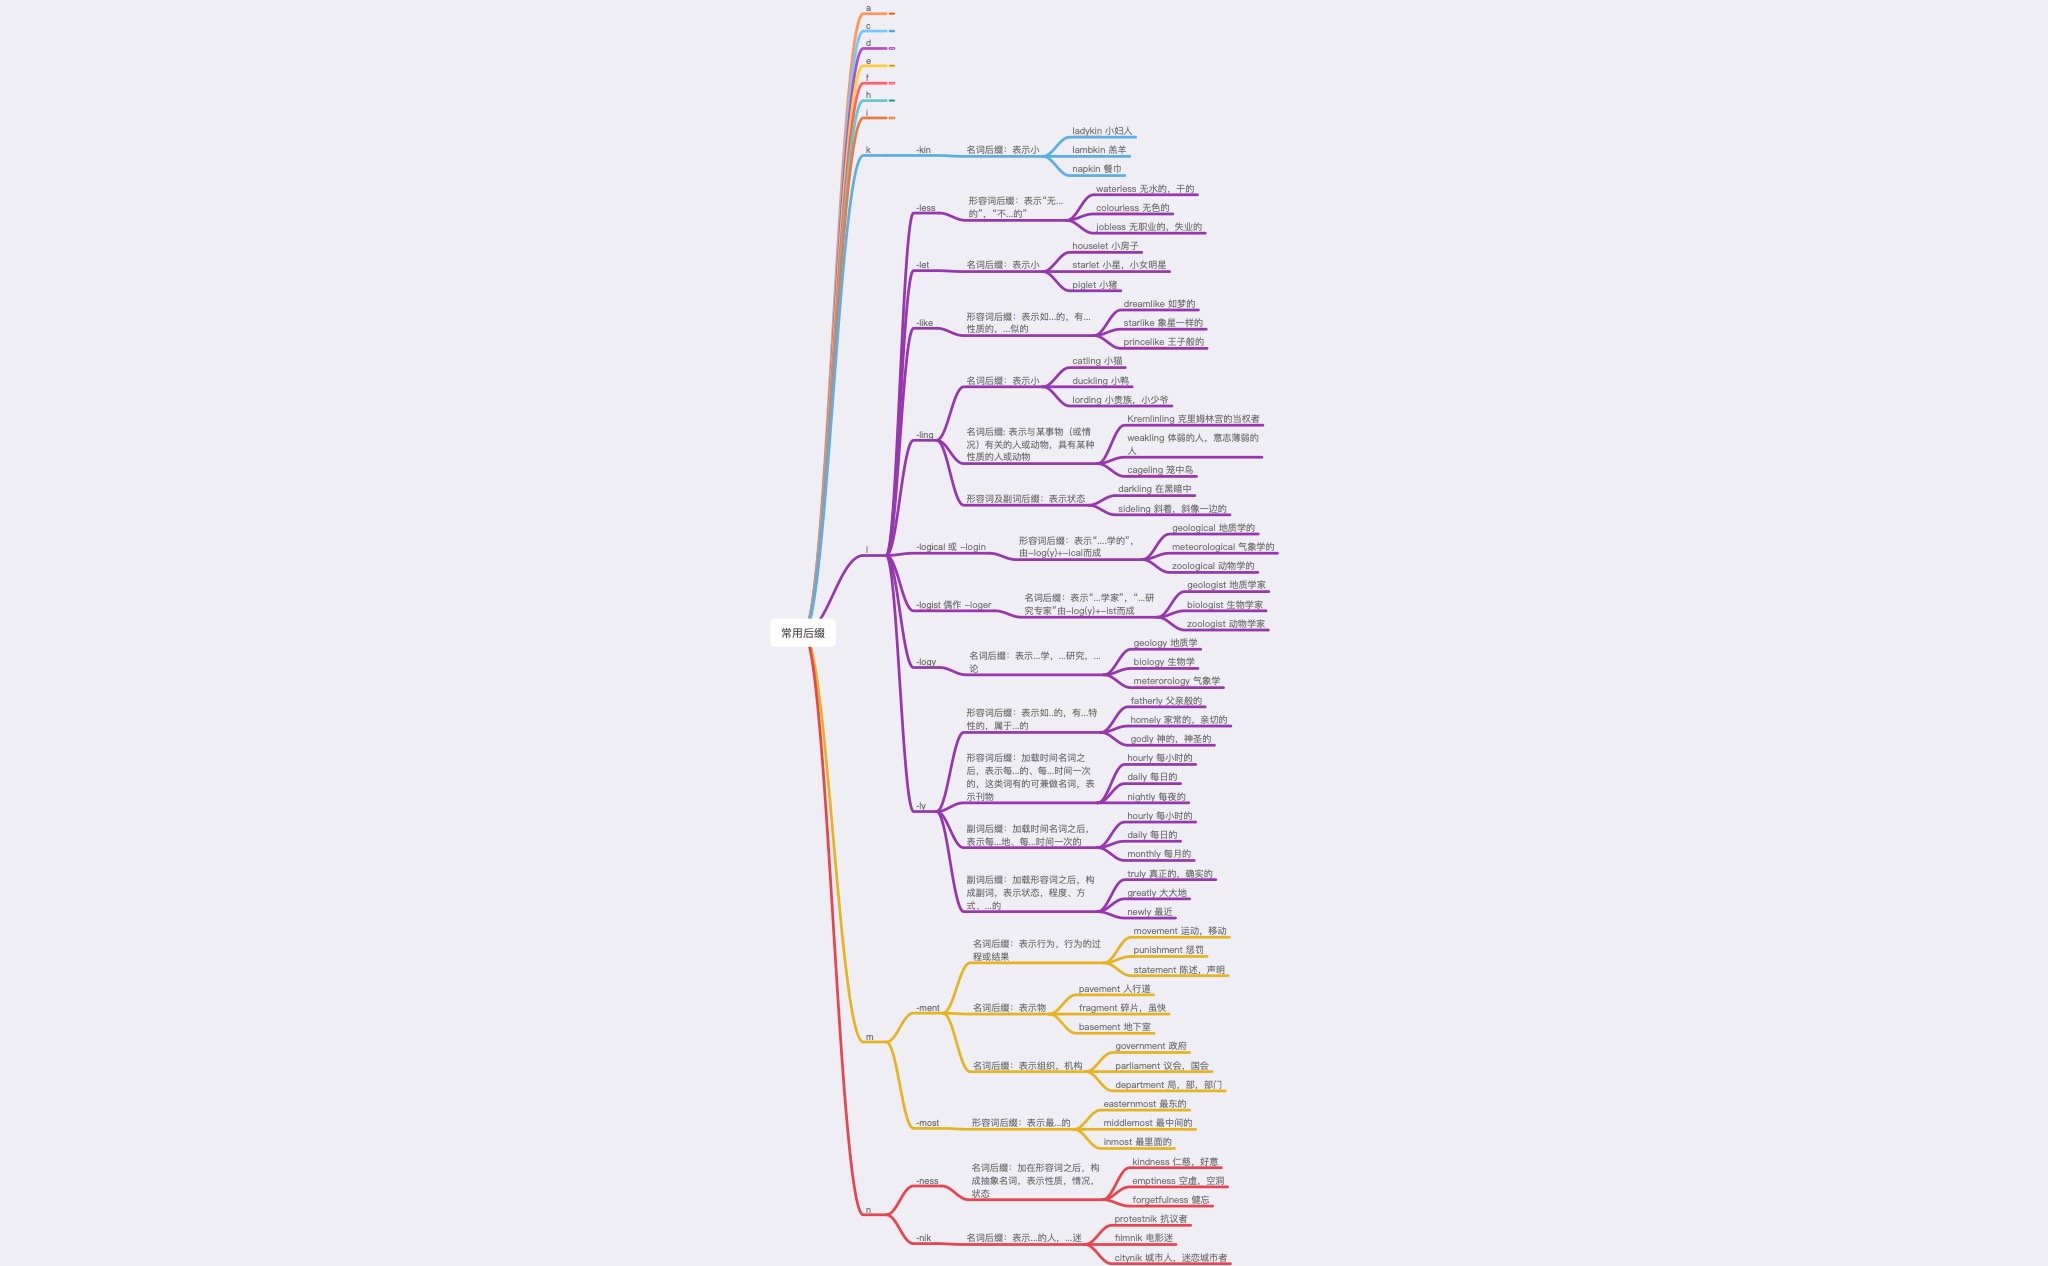 a
c
d
e
f
h
i
k
-kin
名词后缀：表示小
ladykin 小妇人
lambkin 羔羊
napkin 餐巾
常用后缀
l
-less
形容词后缀：表示“无...
的”，“不...的”
waterless 无水的，干的
colourless 无色的
jobless 无职业的，失业的
-let
名词后缀：表示小
houselet 小房子
starlet 小星，小女明星
piglet 小猪
-like
形容词后缀：表示如...的，有...
性质的，...似的
dreamlike 如梦的
starlike 象星一样的
princelike 王子般的
-ling
名词后缀：表示小
catling 小猫
duckling 小鸭
lording 小贵族，小少爷
名词后缀: 表示与某事物（或情
况）有关的人或动物，具有某种
性质的人或动物
Kremlinling 克里姆林宫的当权者
weakling 体弱的人，意志薄弱的
人
cageling 笼中鸟
形容词及副词后缀：表示状态
darkling 在黑暗中
sideling 斜着，斜像一边的
-logical 或 -login
形容词后缀：表示“....学的”，
由-log(y)+-ical而成
geological 地质学的
meteorological 气象学的
zoological 动物学的
-logist 偶作 -loger
名词后缀：表示“...学家”，“...研
究专家”由-log(y)+-ist而成
geologist 地质学家
biologist 生物学家
zoologist 动物学家
-logy
名词后缀：表示...学，...研究，...
论
geology 地质学
biology 生物学
meterorology 气象学
-ly
形容词后缀：表示如..的，有...特
性的，属于...的
fatherly 父亲般的
homely 家常的，亲切的
godly 神的，神圣的
形容词后缀：加载时间名词之
后，表示每...的、每...时间一次
的，这类词有的可兼做名词，表
示刊物
hourly 每小时的
daily 每日的
nightly 每夜的
副词后缀：加载时间名词之后，
表示每...地、每...时间一次的
hourly 每小时的
daily 每日的
monthly 每月的
副词后缀：加载形容词之后，构
成副词，表示状态，程度、方
式、...的
truly 真正的，确实的
greatly 大大地
newly 最近
m
-ment
名词后缀：表示行为，行为的过
程或结果
movement 运动，移动
punishment 惩罚
statement 陈述，声明
名词后缀：表示物
pavement 人行道
fragment 碎片，虽快
basement 地下室
名词后缀：表示组织，机构
government 政府
parliament 议会，国会
department 局，部，部门
-most
形容词后缀：表示最...的
easternmost 最东的
middlemost 最中间的
inmost 最里面的
n
-ness
名词后缀：加在形容词之后，构
成抽象名词，表示性质，情况，
状态
kindness 仁慈，好意
emptiness 空虚，空洞
forgetfulness 健忘
-nik
名词后缀：表示...的人，...迷
protestnik 抗议者
filmnik 电影迷
citynik 城市人，迷恋城市者